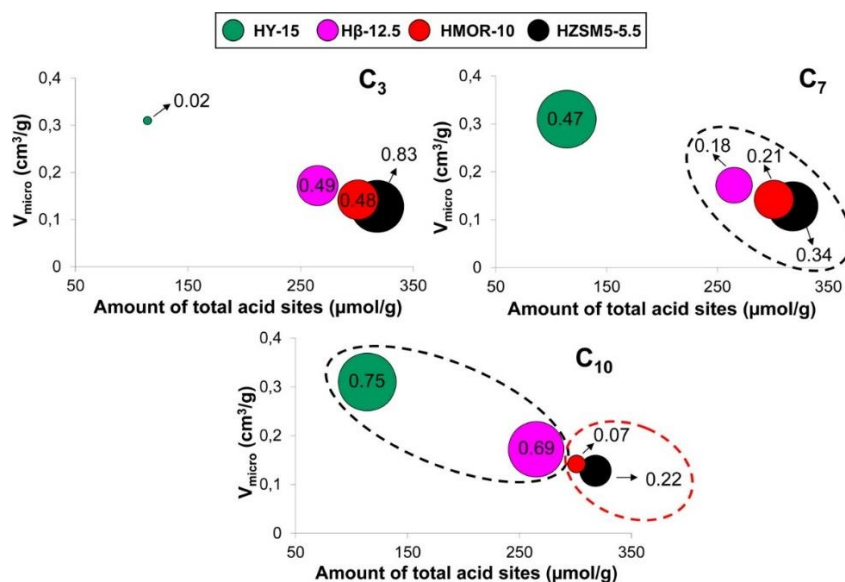 HY-15 Hβ-12.5 HMOR-10 HZSM5-5.5
C3
Vmicro (cm³/g)
0,4
0,3
0,2
0,1
0
0.02
0.49
0.48
0.83
50 150 250 350
Amount of total acid sites (µmol/g)
C7
Vmicro (cm³/g)
0,4
0,3
0,2
0,1
0
0.47
0.18
0.21
0.34
50 150 250 350
Amount of total acid sites (µmol/g)
C10
Vmicro (cm³/g)
0,4
0,3
0,2
0,1
0
0.75
0.69
0.07
0.22
50 150 250 350
Amount of total acid sites (µmol/g)